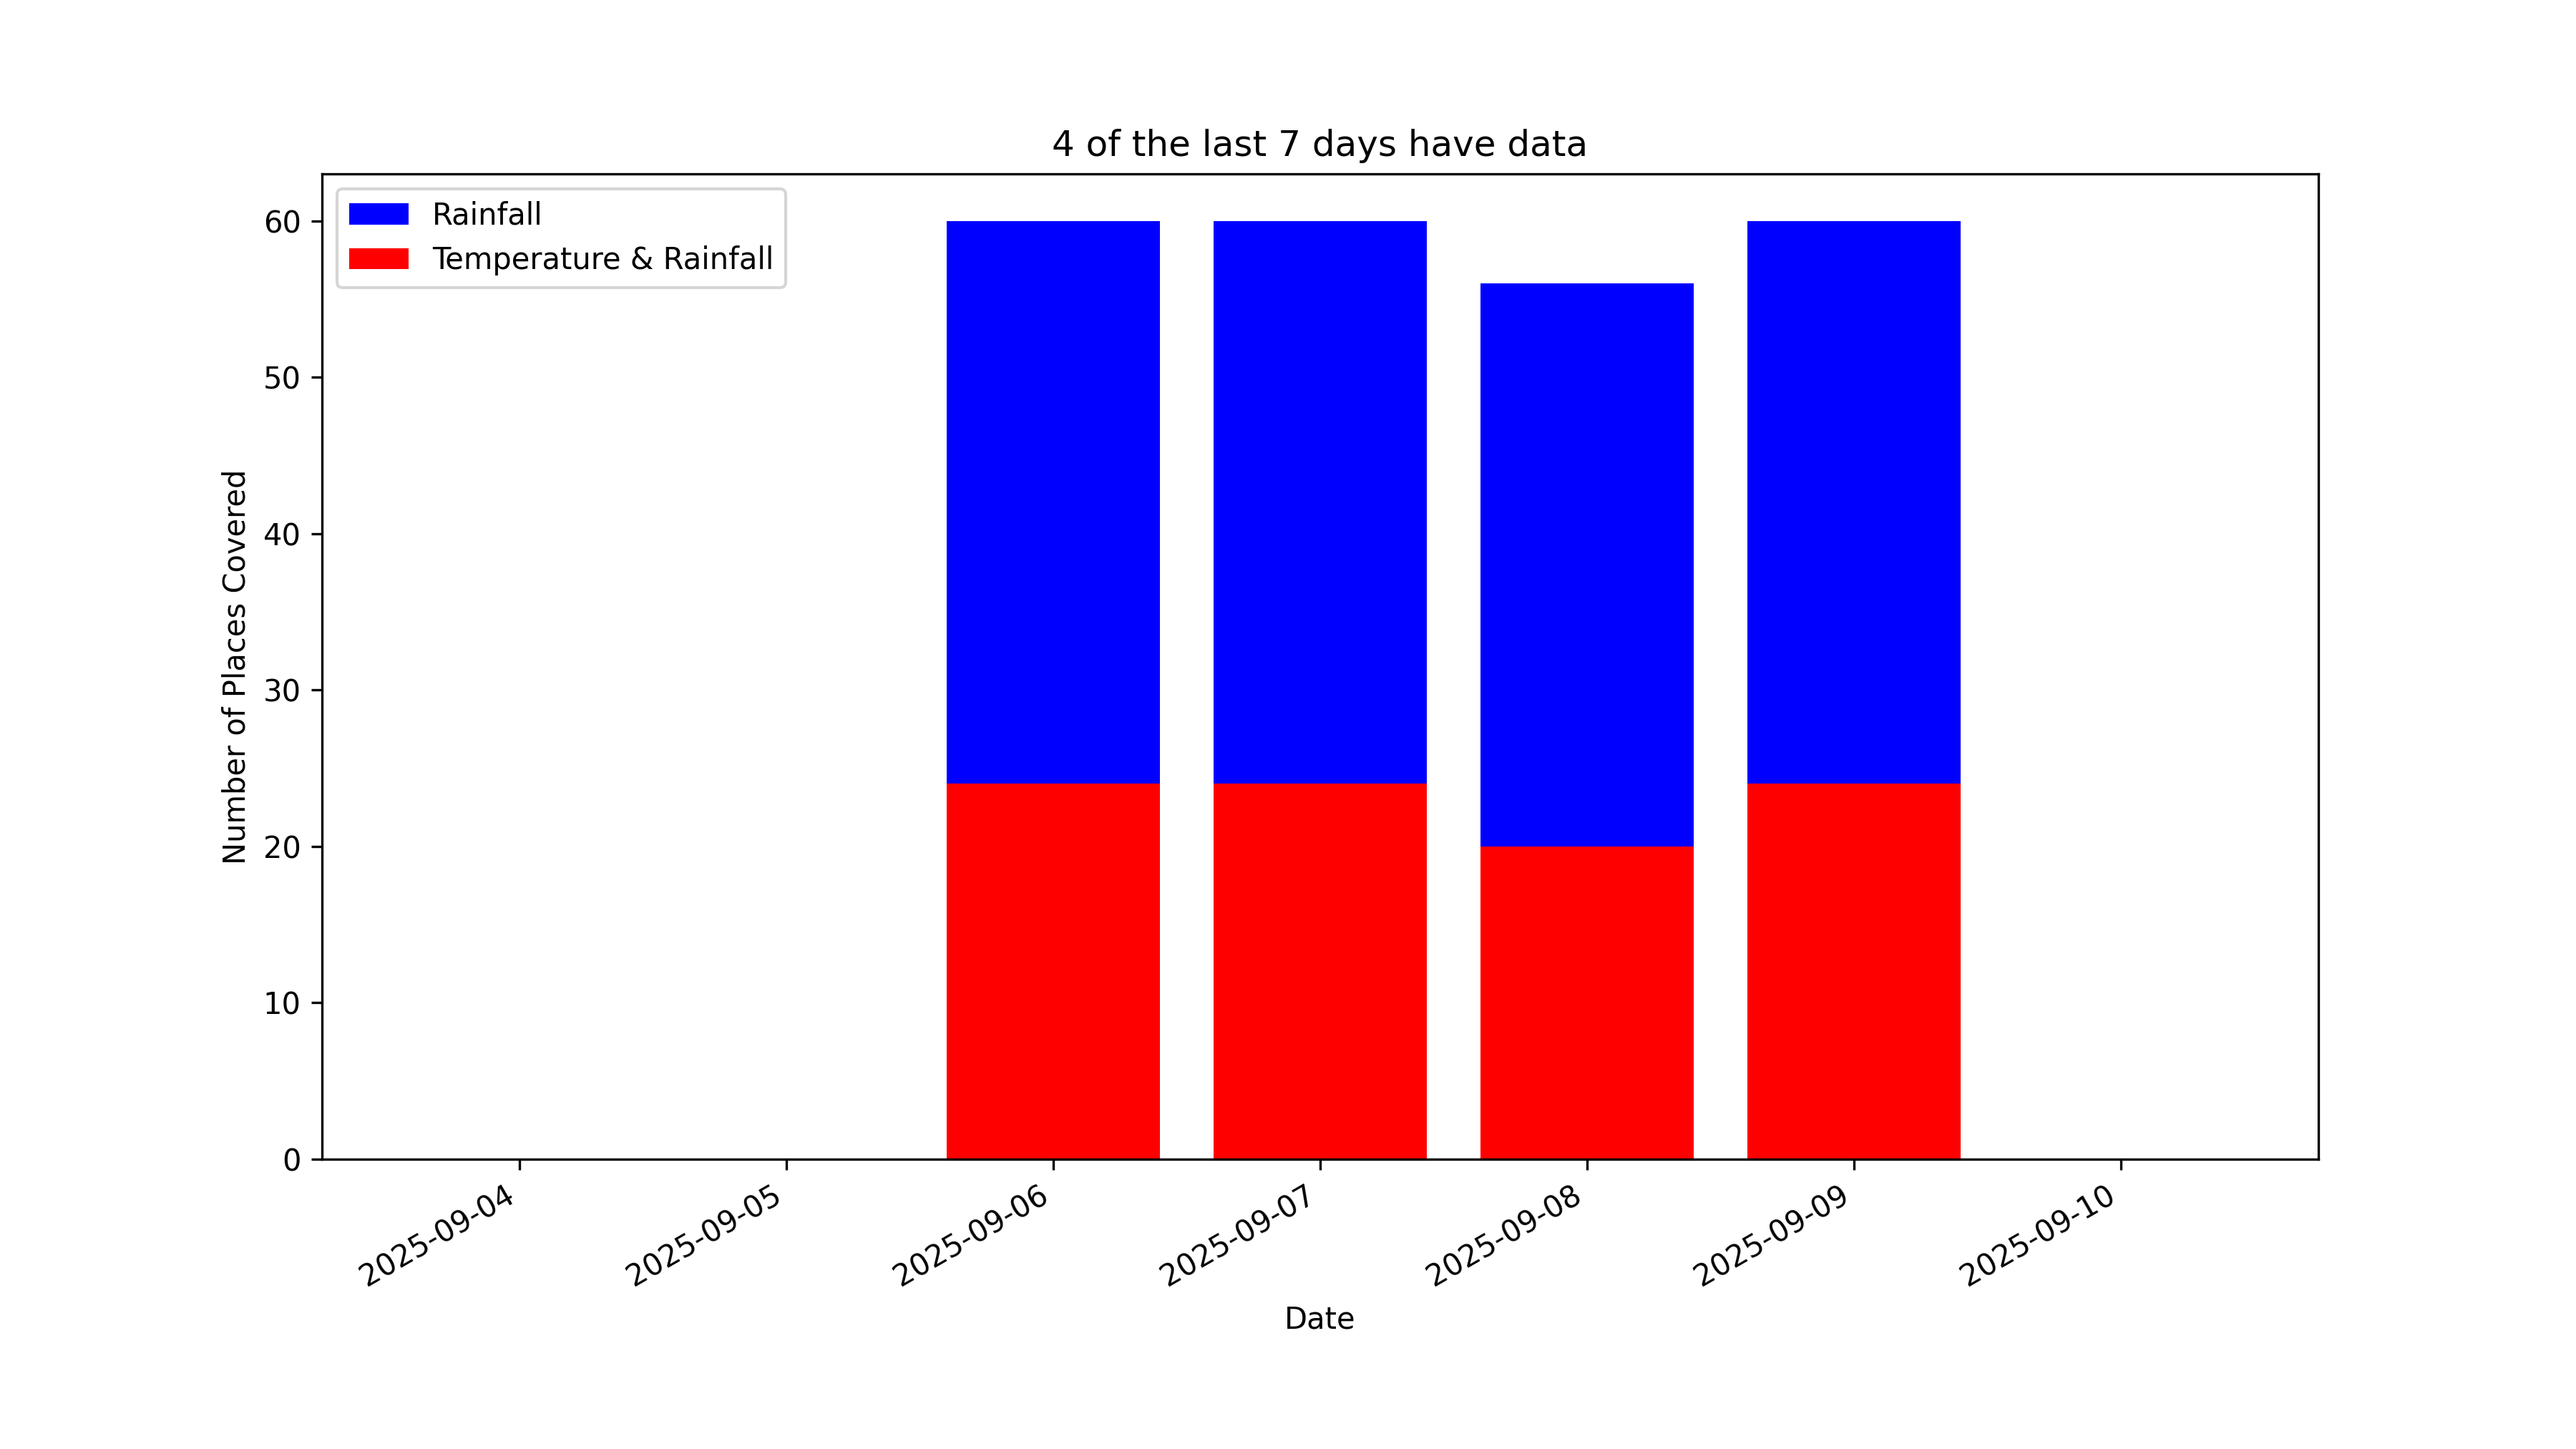 4 of the last 7 days have data
Rainfall
Temperature & Rainfall
Number of Places Covered
60
50
40
30
20
10
0
2025-09-04
2025-09-05
2025-09-06
2025-09-07
2025-09-08
2025-09-09
2025-09-10
Date